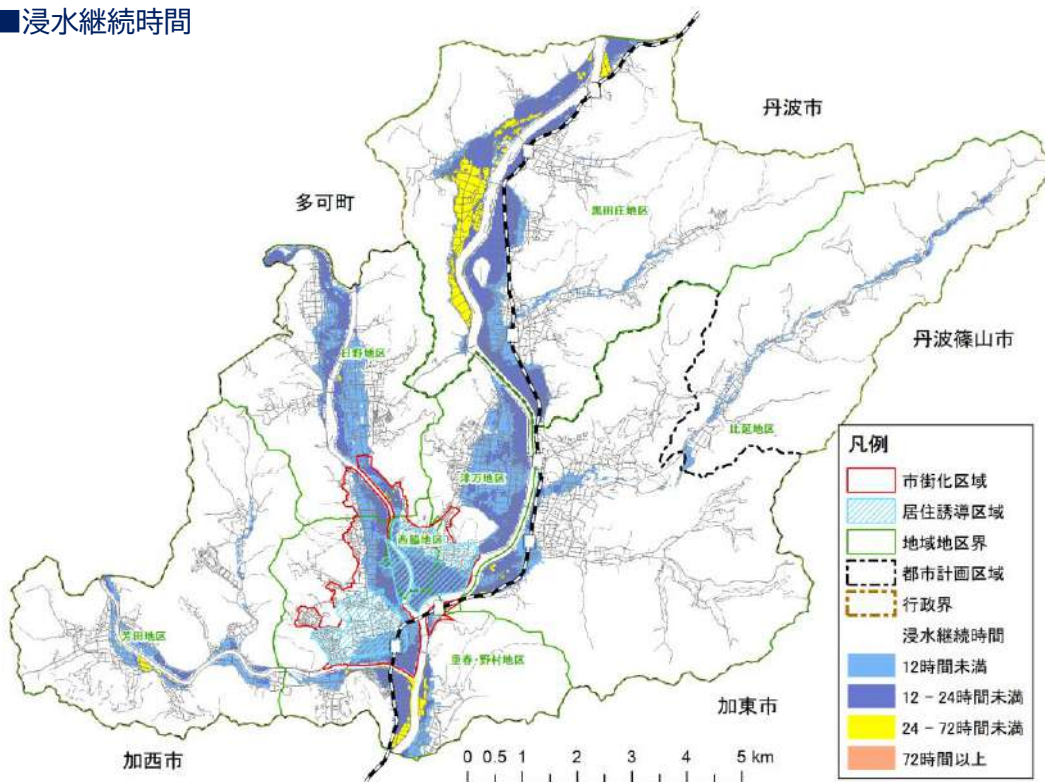 ■浸水継続時間
丹波市
多可町
黒田庄地区
丹波篠山市
日野地区
比延地区
津万地区
西脇地区
芳田地区
重春・野村地区
加東市
加西市
凡例
市街化区域
居住誘導区域
地域地区界
都市計画区域
行政界
浸水継続時間
12時間未満
12 - 24時間未満
24 - 72時間未満
72時間以上
0 0.5 1 2 3 4 5 km